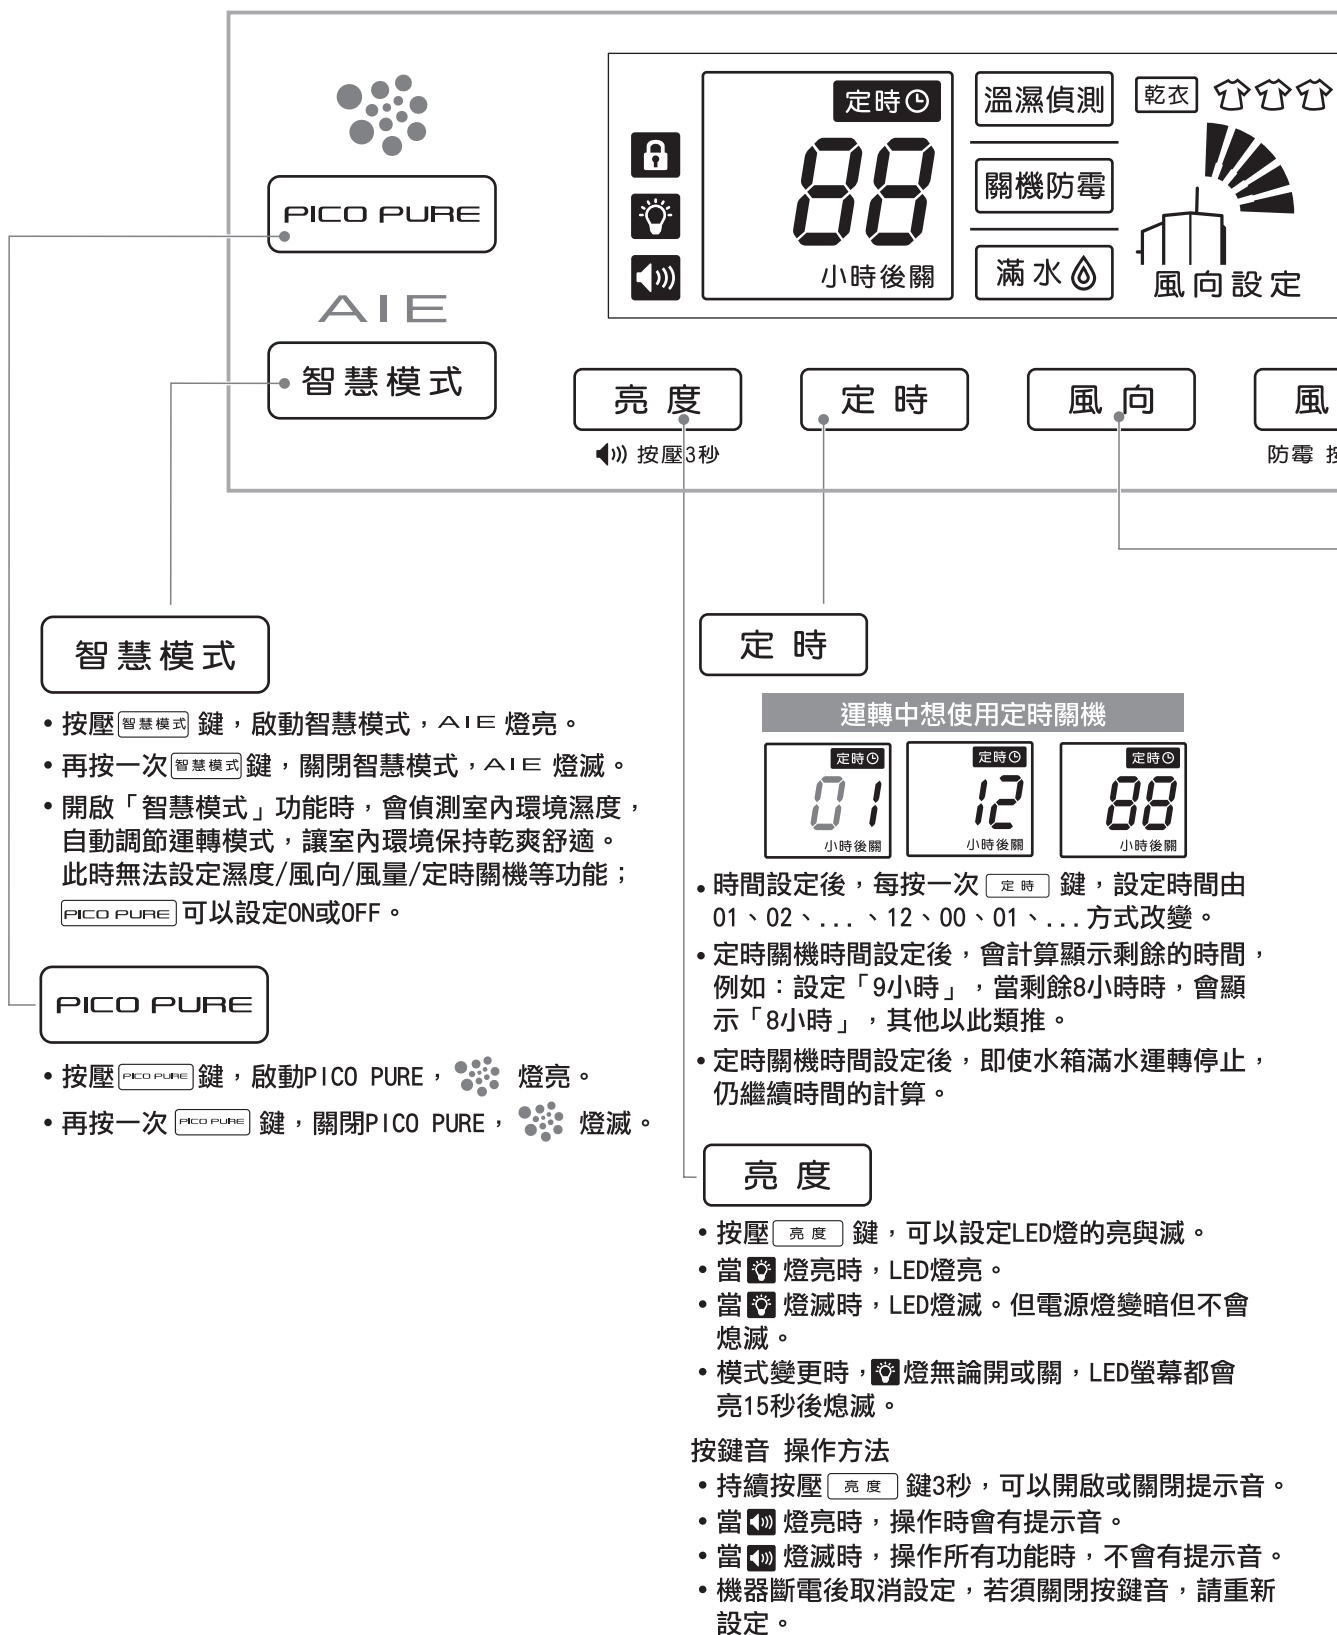 定時
88
小時後關
溫濕偵測
關機防霉
滿水
乾衣
風向設定
PICO PURE
AIE
智慧模式
亮度
定時
風向
風
按壓3秒
防霉
智慧模式
•按壓 智慧模式 鍵，啟動智慧模式，AIE 燈亮。
•再按一次 智慧模式 鍵，關閉智慧模式，AIE 燈滅。
•開啟「智慧模式」功能時，會偵測室內環境濕度，
自動調節運轉模式，讓室內環境保持乾爽舒適。
此時無法設定濕度/風向/風量/定時關機等功能；
PICO PURE 可以設定ON或OFF。
PICO PURE
•按壓 PICO PURE 鍵，啟動PICO PURE， 燈亮。
•再按一次 PICO PURE 鍵，關閉PICO PURE， 燈滅。
定時
運轉中想使用定時關機
定時 定時 定時
01 12 88
小時後關 小時後關 小時後關
•時間設定後，每按一次 定時 鍵，設定時間由
01、02、...、12、00、01、...方式改變。
•定時關機時間設定後，會計算顯示剩餘的時間，
例如：設定「9小時」，當剩餘8小時時，會顯
示「8小時」，其他以此類推。
•定時關機時間設定後，即使水箱滿水運轉停止，
仍繼續時間的計算。
亮度
•按壓 亮度 鍵，可以設定LED燈的亮與滅。
•當 燈亮時，LED燈亮。
•當 燈滅時，LED燈滅。但電源燈變暗但不會
熄滅。
•模式變更時， 燈無論開或關，LED螢幕都會
亮15秒後熄滅。
按鍵音 操作方法
•持續按壓 亮度 鍵3秒，可以開啟或關閉提示音。
•當 燈亮時，操作時會有提示音。
•當 燈滅時，操作所有功能時，不會有提示音。
•機器斷電後取消設定，若須關閉按鍵音，請重新
設定。